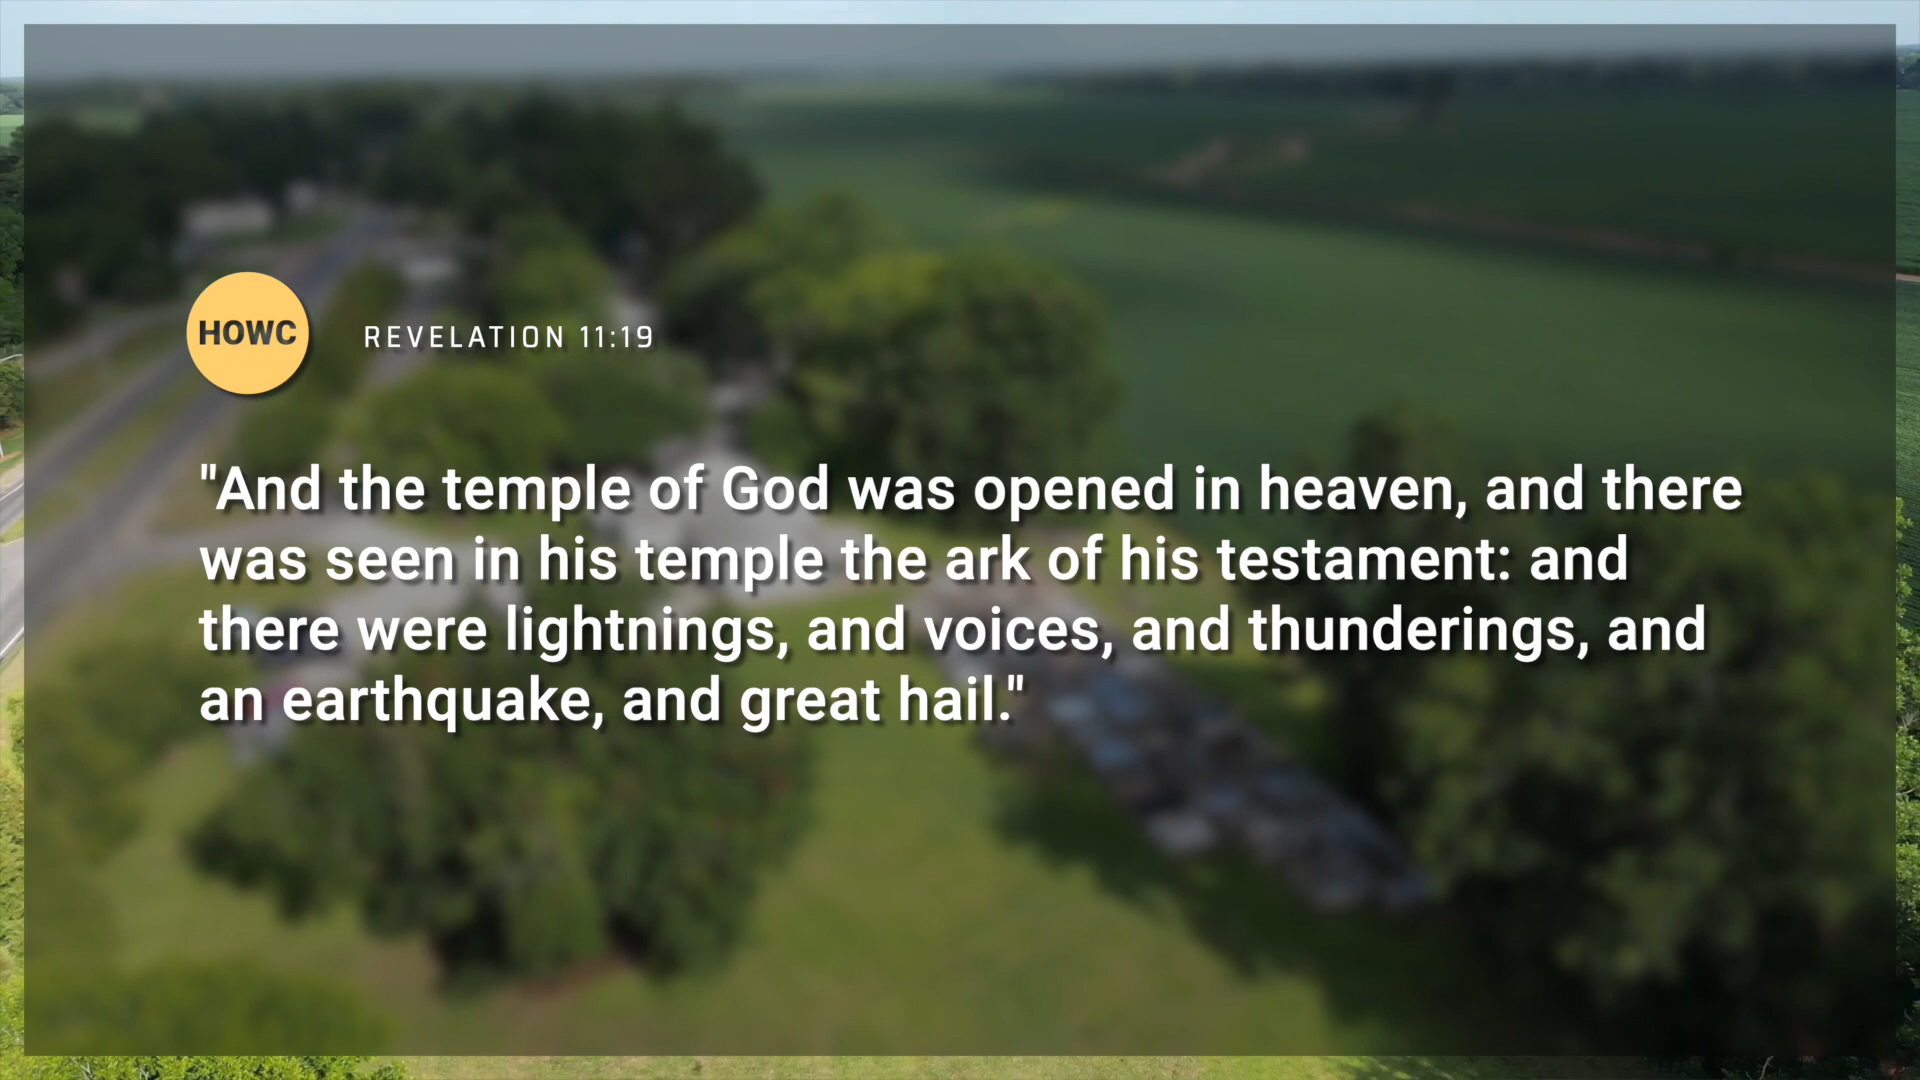 HOWC
REVELATION 11:19
"And the temple of God was opened in heaven, and there
was seen in his temple the ark of his testament: and
there were lightnings, and voices, and thunderings, and
an earthquake, and great hail."